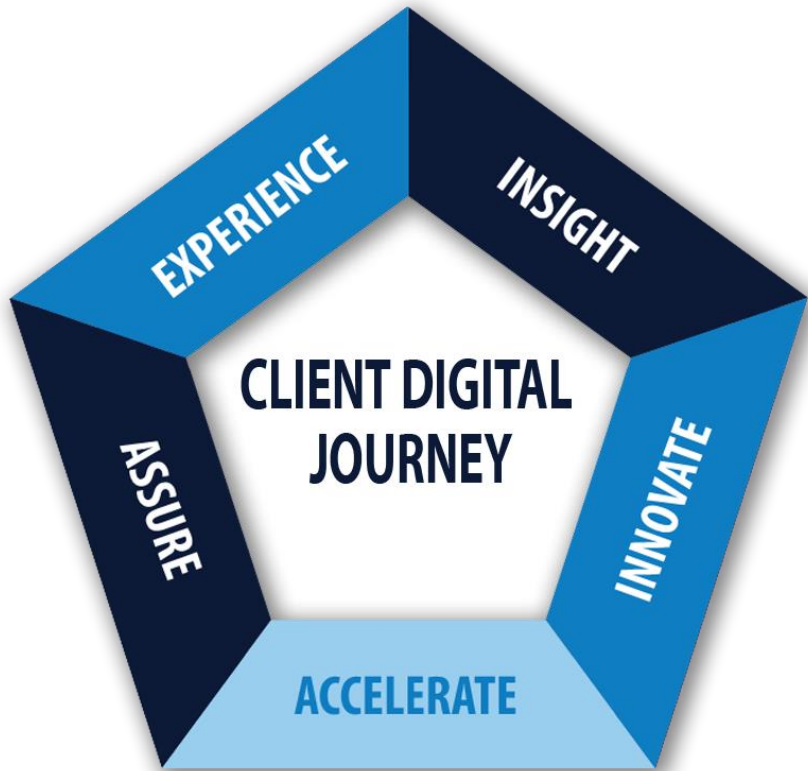 EXPERIENCE
INSIGHT
CLIENT DIGITAL
JOURNEY
ASSURE
INNOVATE
ACCELERATE